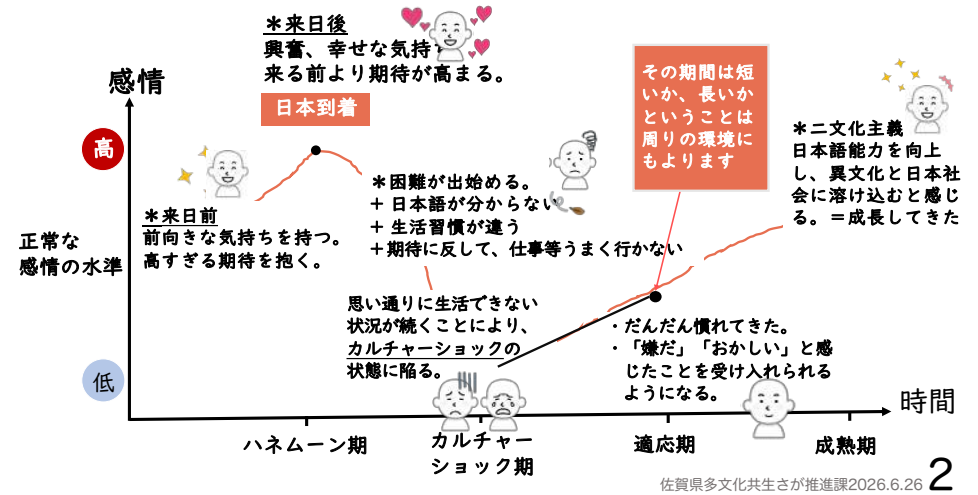 ＊来日後
興奮、幸せな気持
来る前より期待が高まる。
感情
日本到着
高
その期間は短
いか、長いか
ということは
周りの環境に
もよります
＊二文化主義
日本語能力を向上
し、異文化と日本社
会に溶け込むと感じ
る。＝成長してきた
＊困難が出始める。
＋ 日本語が分からない
＋ 生活習慣が違う
＋期待に反して、仕事等うまく行かない
＊来日前
前向きな気持ちを持つ。
高すぎる期待を抱く。
正常な
感情の水準
思い通りに生活できない
状況が続くことにより、
カルチャーショックの
状態に陥る。
・だんだん慣れてきた。
・「嫌だ」「おかしい」と感
じたことを受け入れられる
ようになる。
低
時間
ハネムーン期
カルチャー
ショック期
適応期
成熟期
佐賀県多文化共生さが推進課2026.6.26
2